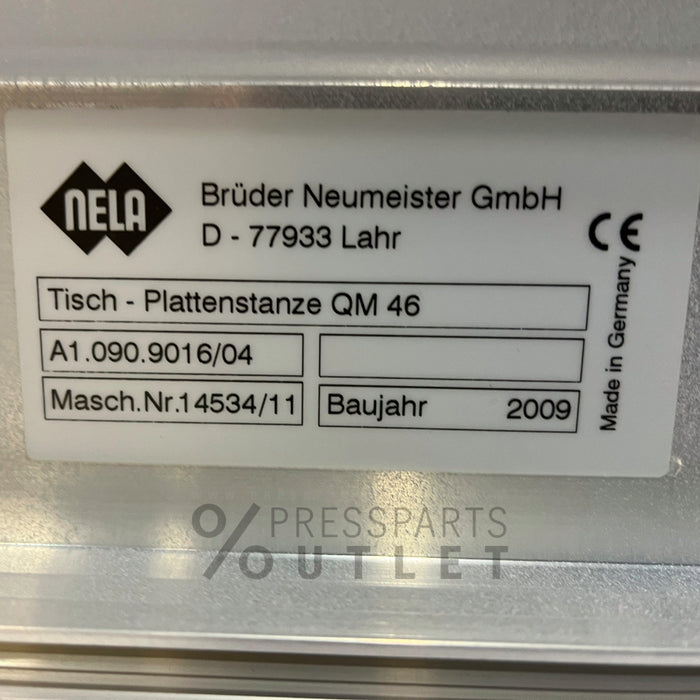 NELA
Brüder Neumeister GmbH
D - 77933 Lahr
CE
Tisch - Plattenstanze QM 46
A1.090.9016/04
Masch.Nr.14534/11
Baujahr 2009
Made in Germany
% PRESSPARTS
OUTLET